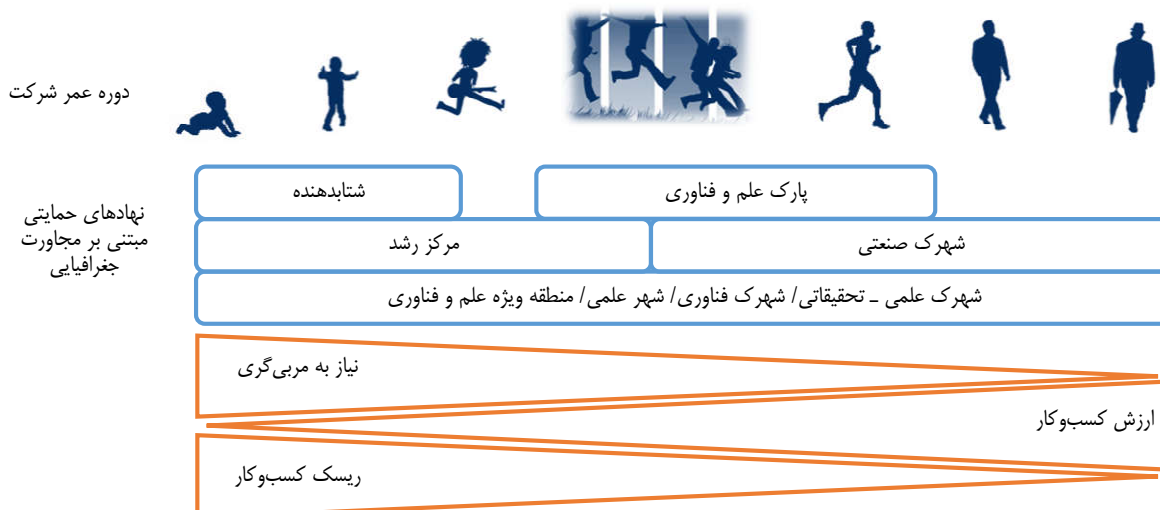 دوره عمر شرکت
نهادهای حمایتی
مبتنی بر مجاورت
جغرافیایی
پارک علم و فناوری
شتابدهنده
شهرک صنعتی
مرکز رشد
شهرک علمی ـ تحقیقاتی/ شهرک فناوری/ شهر علمی/ منطقه ویژه علم و فناوری
نیاز به مربی‌گری
ارزش کسب‌وکار
ریسک کسب‌وکار